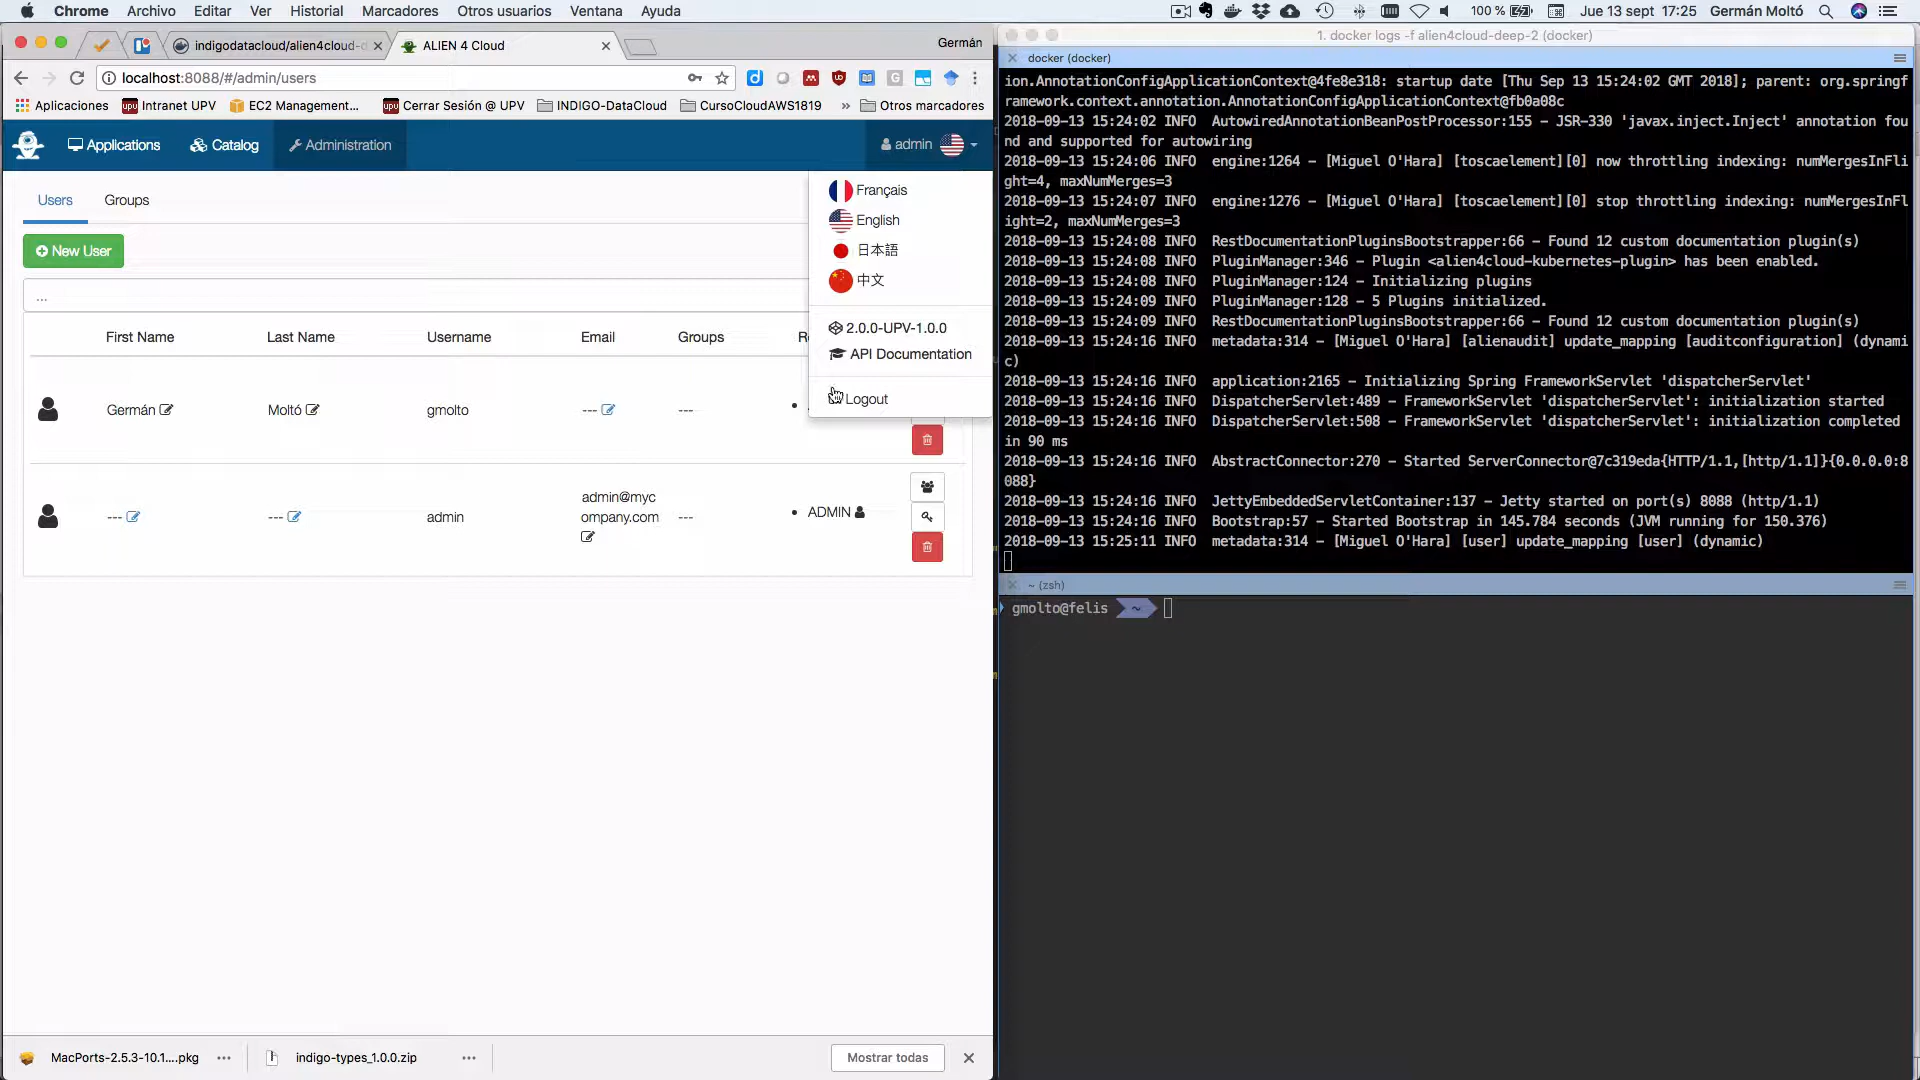 Chrome Archivo Editar Ver Historial Marcadores Otros usuarios Ventana Ayuda
100 % Jue 13 sept 17:25 Germán Moltó
indigodatacloud/alien4cloud-d
ALIEN 4 Cloud
Germán
localhost:8088/#/admin/users
Aplicaciones
Intranet UPV
EC2 Management...
Cerrar Sesión @ UPV
INDIGO-DataCloud
CursoCloudAWS1819
»
Otros marcadores
Applications
Catalog
Administration
admin
Users
Groups
New User
...
First Name
Last Name
Username
Email
Groups
R
Germán
Moltó
gmolto
---
---
---
---
admin
admin@myc
ompany.com
---
ADMIN
Français
English
日本語
中文
2.0.0-UPV-1.0.0
API Documentation
Logout
MacPorts-2.5.3-10.1....pkg
indigo-types_1.0.0.zip
Mostrar todas
1. docker logs -f alien4cloud-deep-2 (docker)
docker (docker)
ion.AnnotationConfigApplicationContext@4fe8e318: startup date [Thu Sep 13 15:24:02 GMT 2018]; parent: org.springf
ramework.context.annotation.AnnotationConfigApplicationContext@fb0a08c
2018-09-13 15:24:02 INFO  AutowiredAnnotationBeanPostProcessor:155 - JSR-330 'javax.inject.Inject' annotation fou
nd and supported for autowiring
2018-09-13 15:24:06 INFO  engine:1264 - [Miguel O'Hara] [toscaelement][0] now throttling indexing: numMergesInFli
ght=4, maxNumMerges=3
2018-09-13 15:24:07 INFO  engine:1276 - [Miguel O'Hara] [toscaelement][0] stop throttling indexing: numMergesInFl
ight=2, maxNumMerges=3
2018-09-13 15:24:08 INFO  RestDocumentationPluginsBootstrapper:66 - Found 12 custom documentation plugin(s)
2018-09-13 15:24:08 INFO  PluginManager:346 - Plugin <alien4cloud-kubernetes-plugin> has been enabled.
2018-09-13 15:24:08 INFO  PluginManager:124 - Initializing plugins
2018-09-13 15:24:09 INFO  PluginManager:128 - 5 Plugins initialized.
2018-09-13 15:24:09 INFO  RestDocumentationPluginsBootstrapper:66 - Found 12 custom documentation plugin(s)
2018-09-13 15:24:16 INFO  metadata:314 - [Miguel O'Hara] [alienaudit] update_mapping [auditconfiguration] (dynami
c)
2018-09-13 15:24:16 INFO  application:2165 - Initializing Spring FrameworkServlet 'dispatcherServlet'
2018-09-13 15:24:16 INFO  DispatcherServlet:489 - FrameworkServlet 'dispatcherServlet': initialization started
2018-09-13 15:24:16 INFO  DispatcherServlet:508 - FrameworkServlet 'dispatcherServlet': initialization completed
in 90 ms
2018-09-13 15:24:16 INFO  AbstractConnector:270 - Started ServerConnector@7c319eda{HTTP/1.1,[http/1.1]}{0.0.0.0:8
088}
2018-09-13 15:24:16 INFO  JettyEmbeddedServletContainer:137 - Jetty started on port(s) 8088 (http/1.1)
2018-09-13 15:24:16 INFO  Bootstrap:57 - Started Bootstrap in 145.784 seconds (JVM running for 150.376)
2018-09-13 15:25:11 INFO  metadata:314 - [Miguel O'Hara] [user] update_mapping [user] (dynamic)
~ (zsh)
gmolto@felis ~